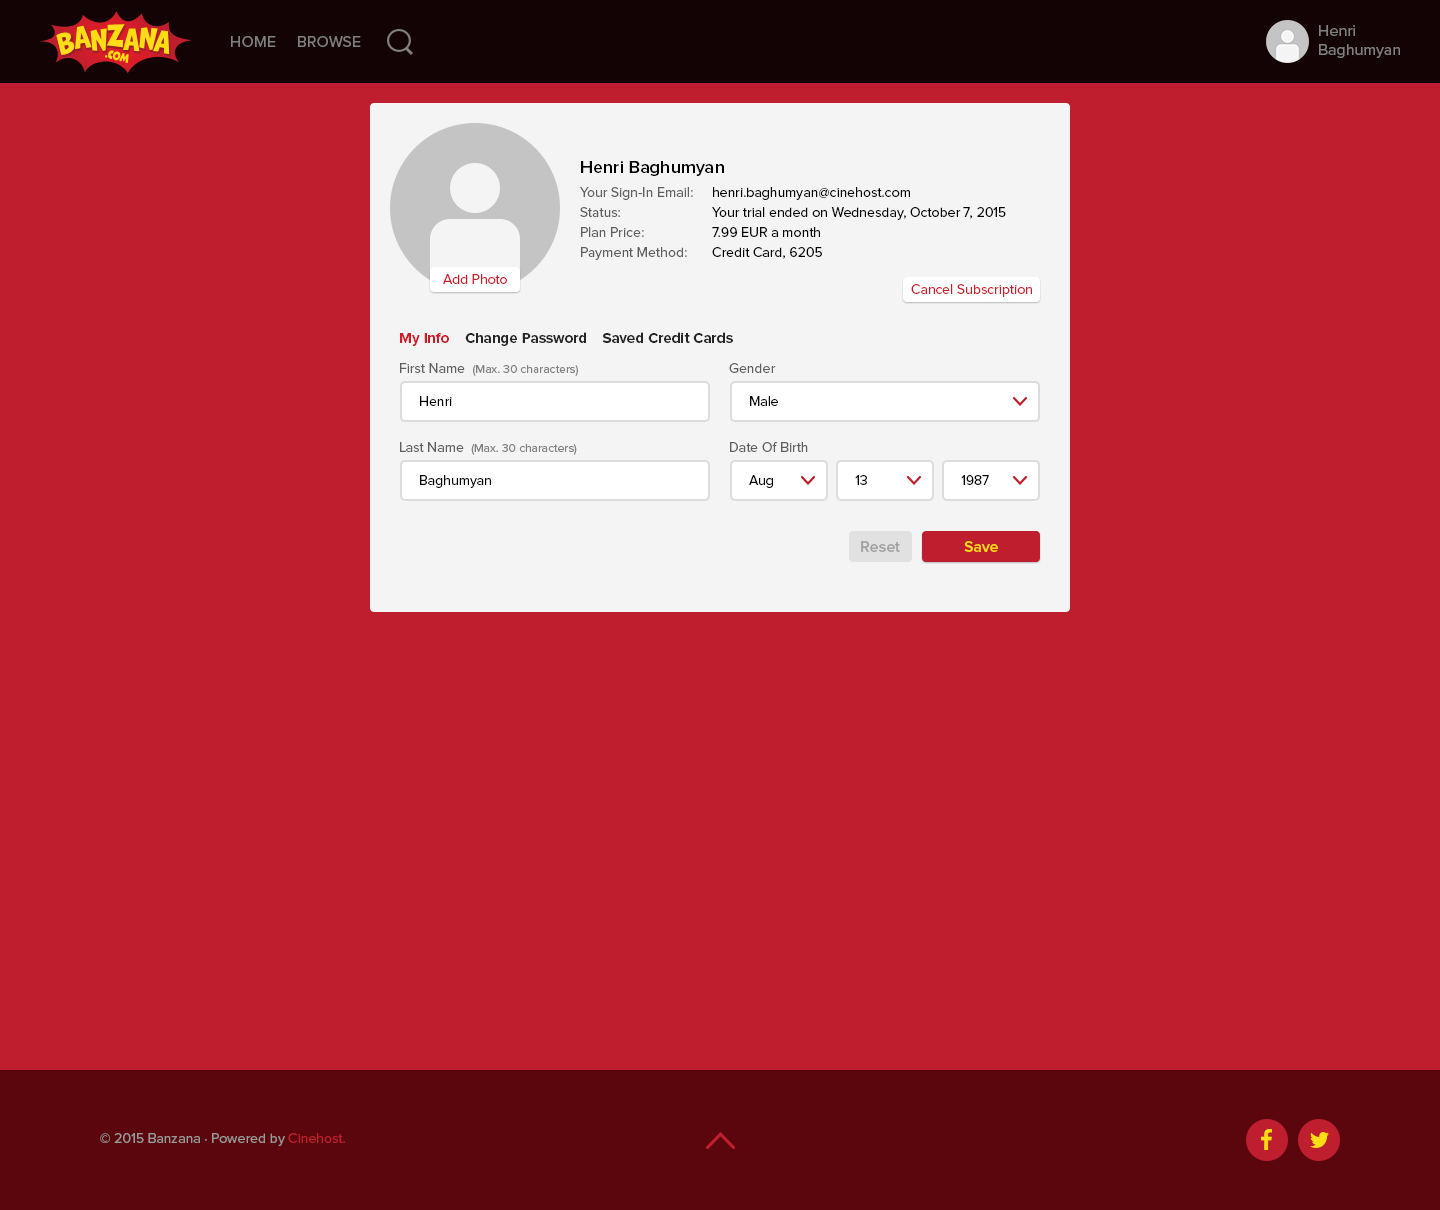 BANZANA
.COM
HOME BROWSE
Henri
Baghumyan
Henri Baghumyan
Your Sign-In Email: henri.baghumyan@cinehost.com
Status: Your trial ended on Wednesday, October 7, 2015
Plan Price: 7.99 EUR a month
Payment Method: Credit Card, 6205
Add Photo
Cancel Subscription
My Info Change Password Saved Credit Cards
First Name (Max. 30 characters) Gender
Henri Male
Last Name (Max. 30 characters) Date Of Birth
Baghumyan Aug 13 1987
Reset Save
© 2015 Banzana · Powered by Cinehost.